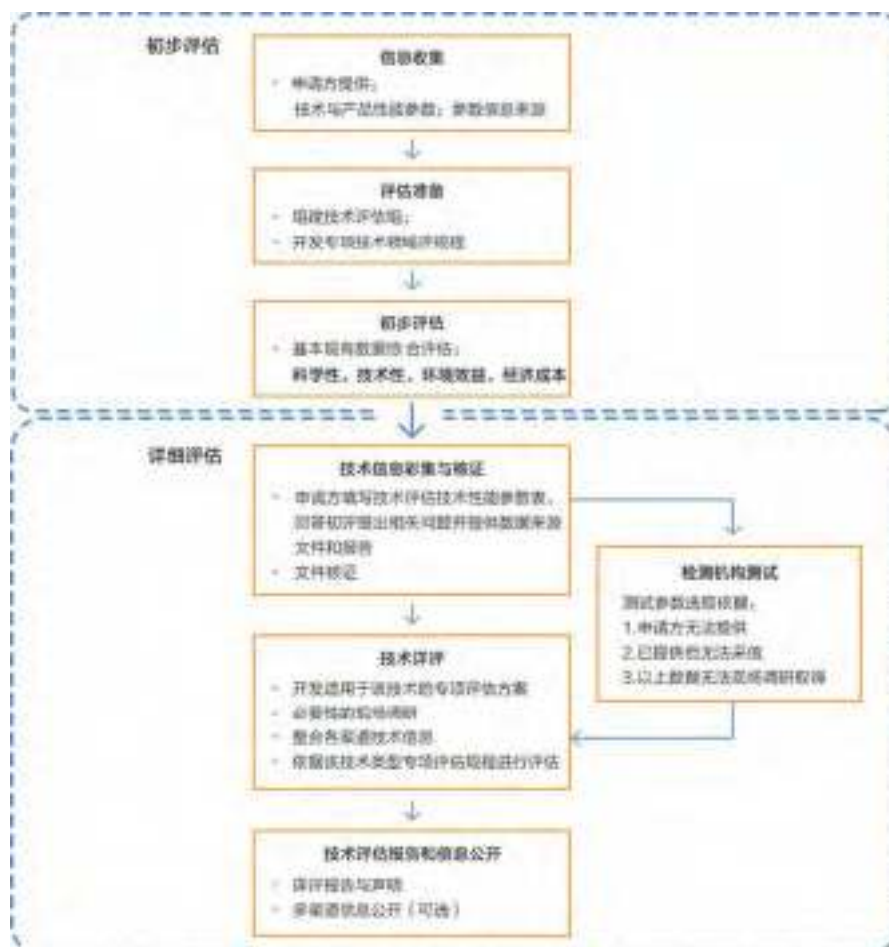 初步评估
信息收集
- 申请方提供；
技术与产品性能参数；参数信息来源
评估准备
- 组建技术评估组；
- 开发专项技术领域评规程
初步评估
- 基本现有数据综合评估；
科学性，技术性，环境效益，经济成本
详细评估
技术信息彩集与核证
- 申请方填写技术评估技术性能参数表，
回答初评提出相关问题并提供数据来源
文件和报告
- 文件核证
检测机构测试
测试参数选取依据；
1.申请方无法提供
2.已提供但无法采信
3.以上数据无法现场调研取得
技术详评
- 开发适用于该技术的专项评估方案
- 必要性的现场调研
- 整合各渠道技术信息
- 依据该技术类型专项评估规程进行评估
技术评估报告和信息公开
- 详评报告与声明
- 多渠道信息公开（可选）